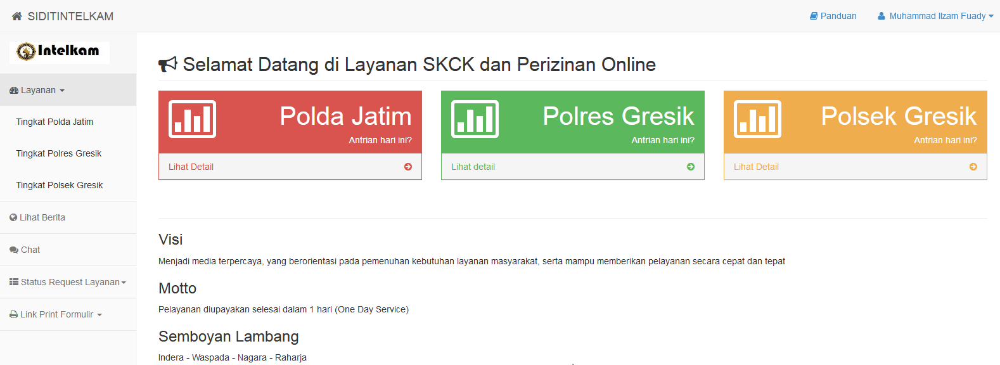 SIDITINTELKAM
Panduan
Muhammad Ilzam Fuady
Intelkam
Layanan
Tingkat Polda Jatim
Tingkat Polres Gresik
Tingkat Polsek Gresik
Lihat Berita
Chat
Status Request Layanan
Link Print Formulir
Selamat Datang di Layanan SKCK dan Perizinan Online
Polda Jatim
Antrian hari ini?
Lihat Detail
Polres Gresik
Antrian hari ini?
Lihat detail
Polsek Gresik
Antrian hari ini?
Lihat Detail
Visi
Menjadi media terpercaya, yang berorientasi pada pemenuhan kebutuhan layanan masyarakat, serta mampu memberikan pelayanan secara cepat dan tepat
Motto
Pelayanan diupayakan selesai dalam 1 hari (One Day Service)
Semboyan Lambang
Indera - Waspada - Nagara - Raharja